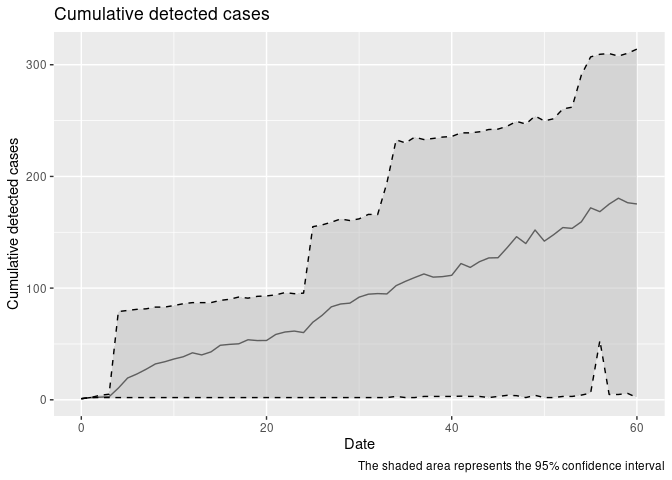 Cumulative detected cases
Cumulative detected cases
300
200
100
0
0 20 40 60
Date
The shaded area represents the 95% confidence interval